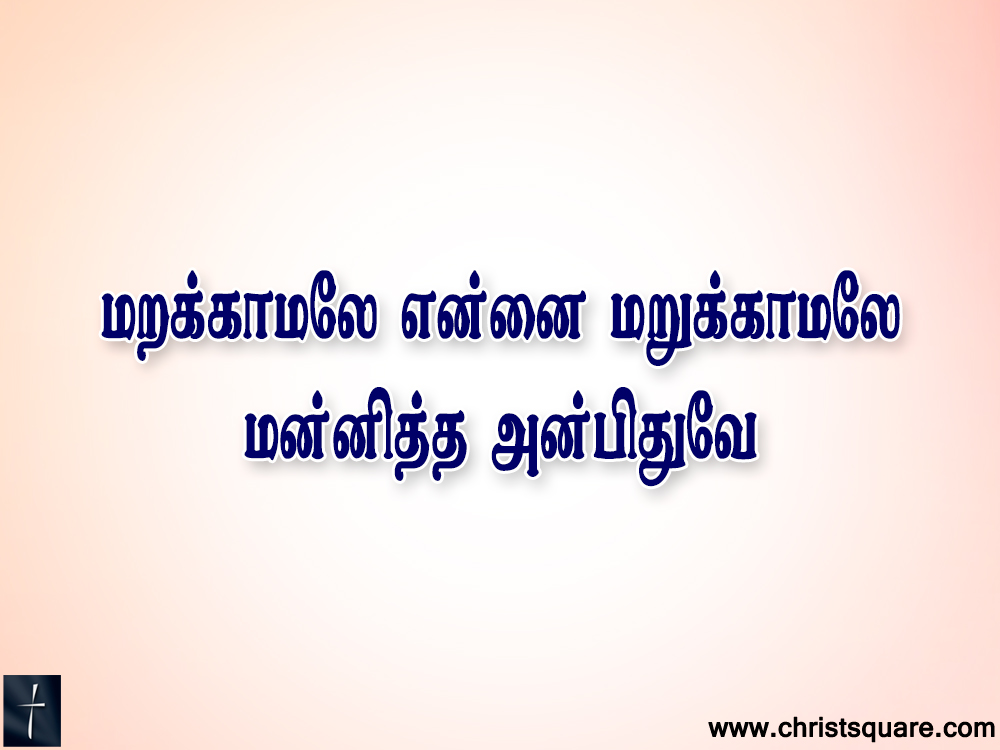 மறக்காமலே என்னை மறுக்காமலே
மன்னித்த அன்பிதுவே
www.christsquare.com